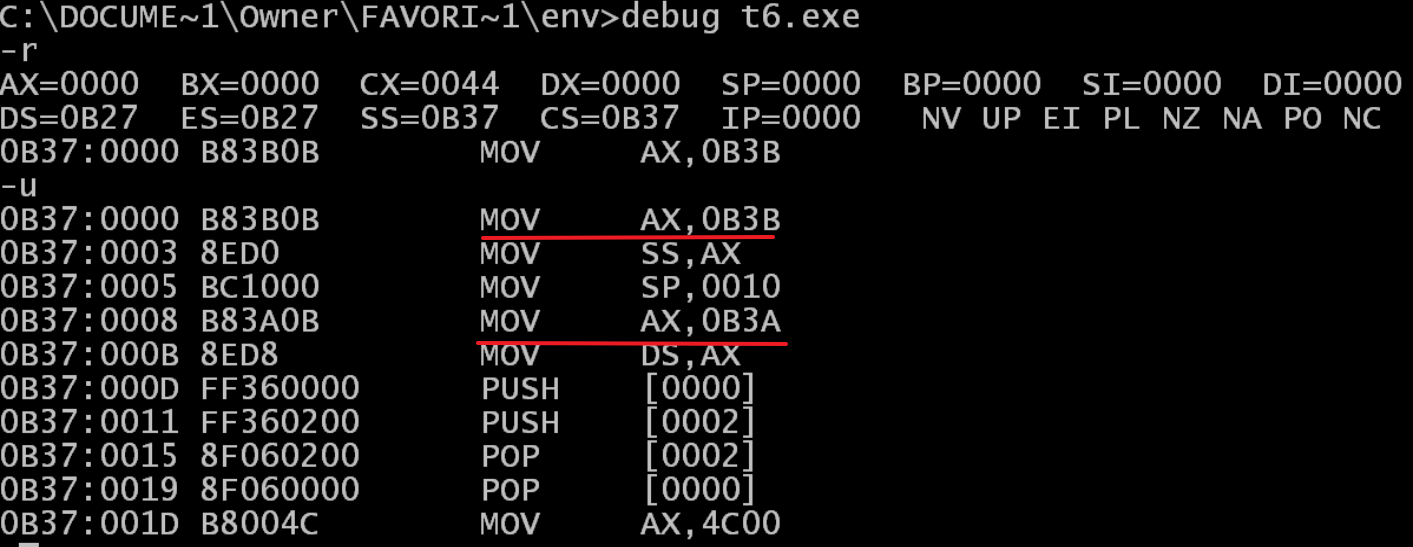 C:\DOCUME~1\Owner\FAVORI~1\env>debug t6.exe
-r
AX=0000  BX=0000  CX=0044  DX=0000  SP=0000  BP=0000  SI=0000  DI=0000
DS=0B27  ES=0B27  SS=0B37  CS=0B37  IP=0000   NV UP EI PL NZ NA PO NC
0B37:0000 B83B0B        MOV     AX,0B3B
-u
0B37:0000 B83B0B        MOV     AX,0B3B
0B37:0003 8ED0          MOV     SS,AX
0B37:0005 BC1000        MOV     SP,0010
0B37:0008 B83A0B        MOV     AX,0B3A
0B37:000B 8ED8          MOV     DS,AX
0B37:000D FF360000      PUSH    [0000]
0B37:0011 FF360200      PUSH    [0002]
0B37:0015 8F060200      POP     [0002]
0B37:0019 8F060000      POP     [0000]
0B37:001D B8004C        MOV     AX,4C00